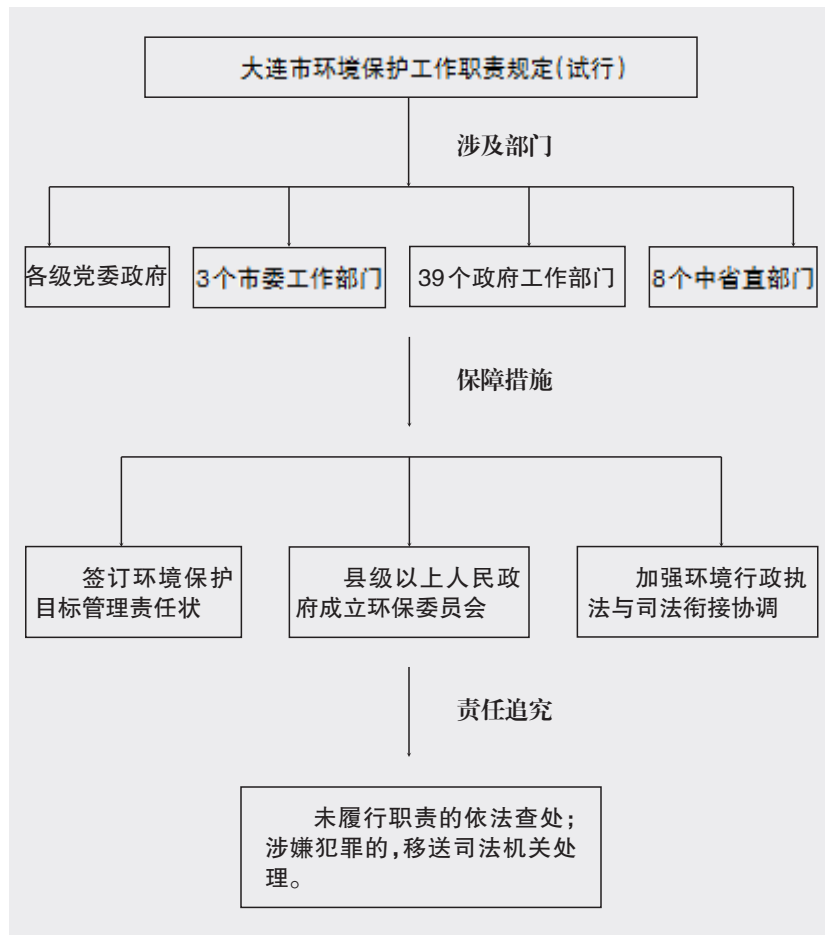 大连市环境保护工作职责规定(试行)
涉及部门
各级党委政府
3个市委工作部门
39个政府工作部门
8个中省直部门
保障措施
签订环境保护
目标管理责任状
县级以上人民政
府成立环保委员会
加强环境行政执
法与司法衔接协调
责任追究
未履行职责的依法查处;
涉嫌犯罪的,移送司法机关处
理。